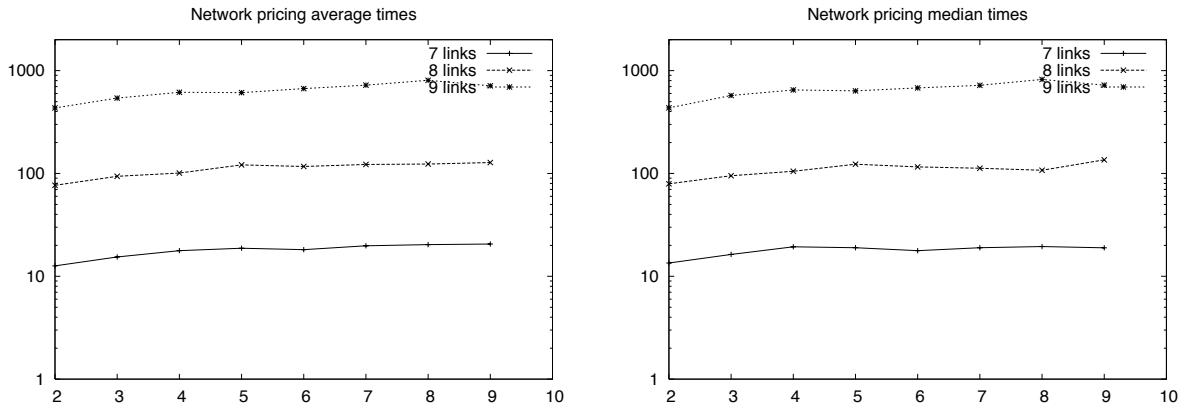 Network pricing average times
7 links
8 links
9 links
1000
100
10
1
2 3 4 5 6 7 8 9 10
Network pricing median times
7 links
8 links
9 links
1000
100
10
1
2 3 4 5 6 7 8 9 10